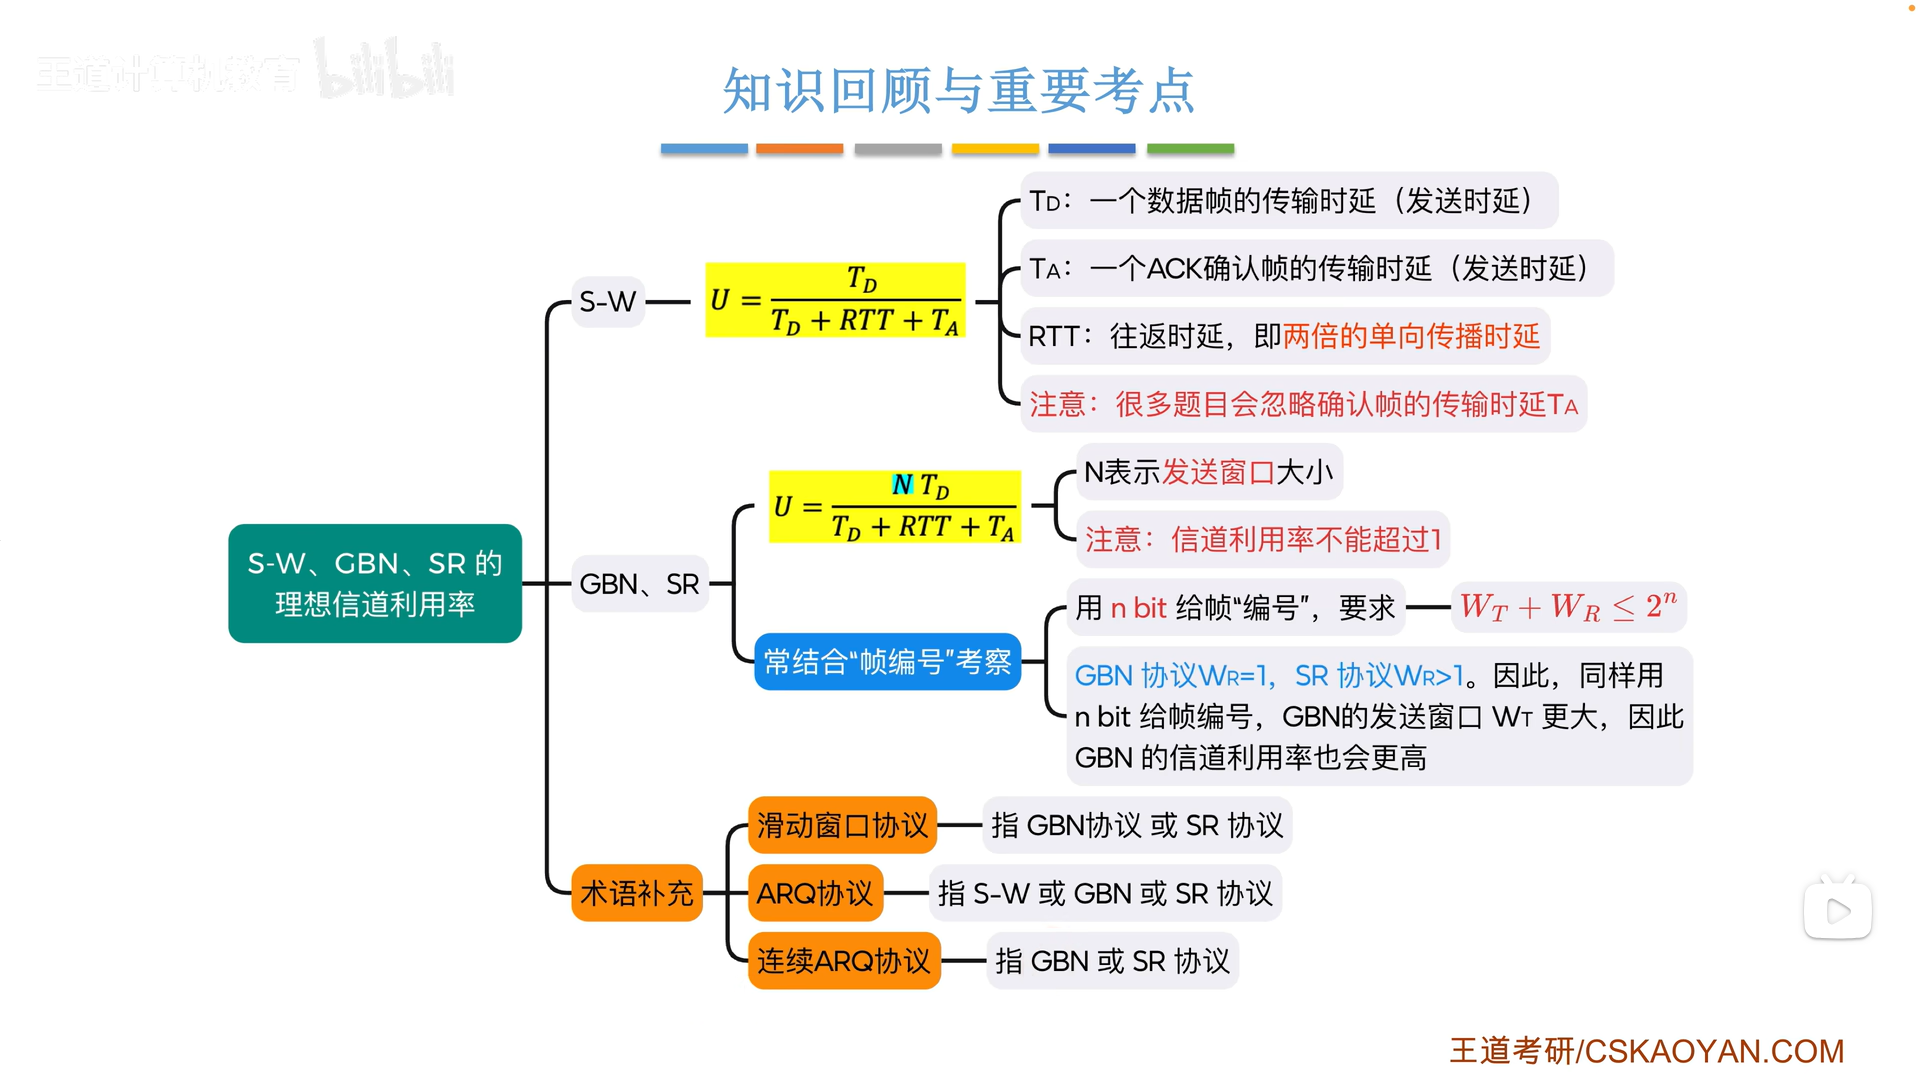 王道计算机教育 bilibili
知识回顾与重要考点
S-W、GBN、SR 的
理想信道利用率
S-W
U = T_D / (T_D + RTT + T_A)
TD：一个数据帧的传输时延（发送时延）
TA：一个ACK确认帧的传输时延（发送时延）
RTT：往返时延，即两倍的单向传播时延
注意：很多题目会忽略确认帧的传输时延TA
GBN、SR
U = N T_D / (T_D + RTT + T_A)
N表示发送窗口大小
注意：信道利用率不能超过1
常结合“帧编号”考察
用 n bit 给帧“编号”，要求
W_T + W_R ≤ 2^n
GBN 协议WR=1，SR 协议WR>1。因此，同样用
n bit 给帧编号，GBN的发送窗口 WT 更大，因此
GBN 的信道利用率也会更高
术语补充
滑动窗口协议
指 GBN协议 或 SR 协议
ARQ协议
指 S-W 或 GBN 或 SR 协议
连续ARQ协议
指 GBN 或 SR 协议
王道考研/CSKAOYAN.COM